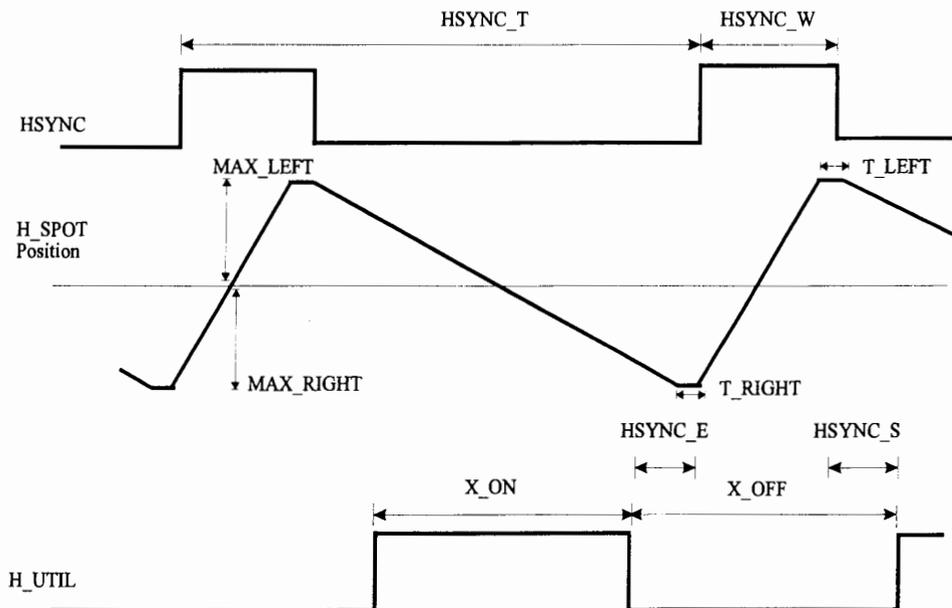 HSYNC_T
HSYNC_W
HSYNC
MAX_LEFT
T_LEFT
H_SPOT
Position
MAX_RIGHT
T_RIGHT
HSYNC_E
HSYNC_S
X_ON
X_OFF
H_UTIL